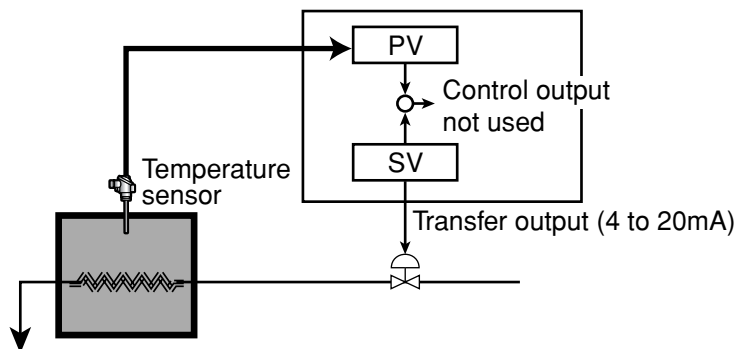 PV
Control output
not used
SV
Temperature
sensor
Transfer output (4 to 20mA)